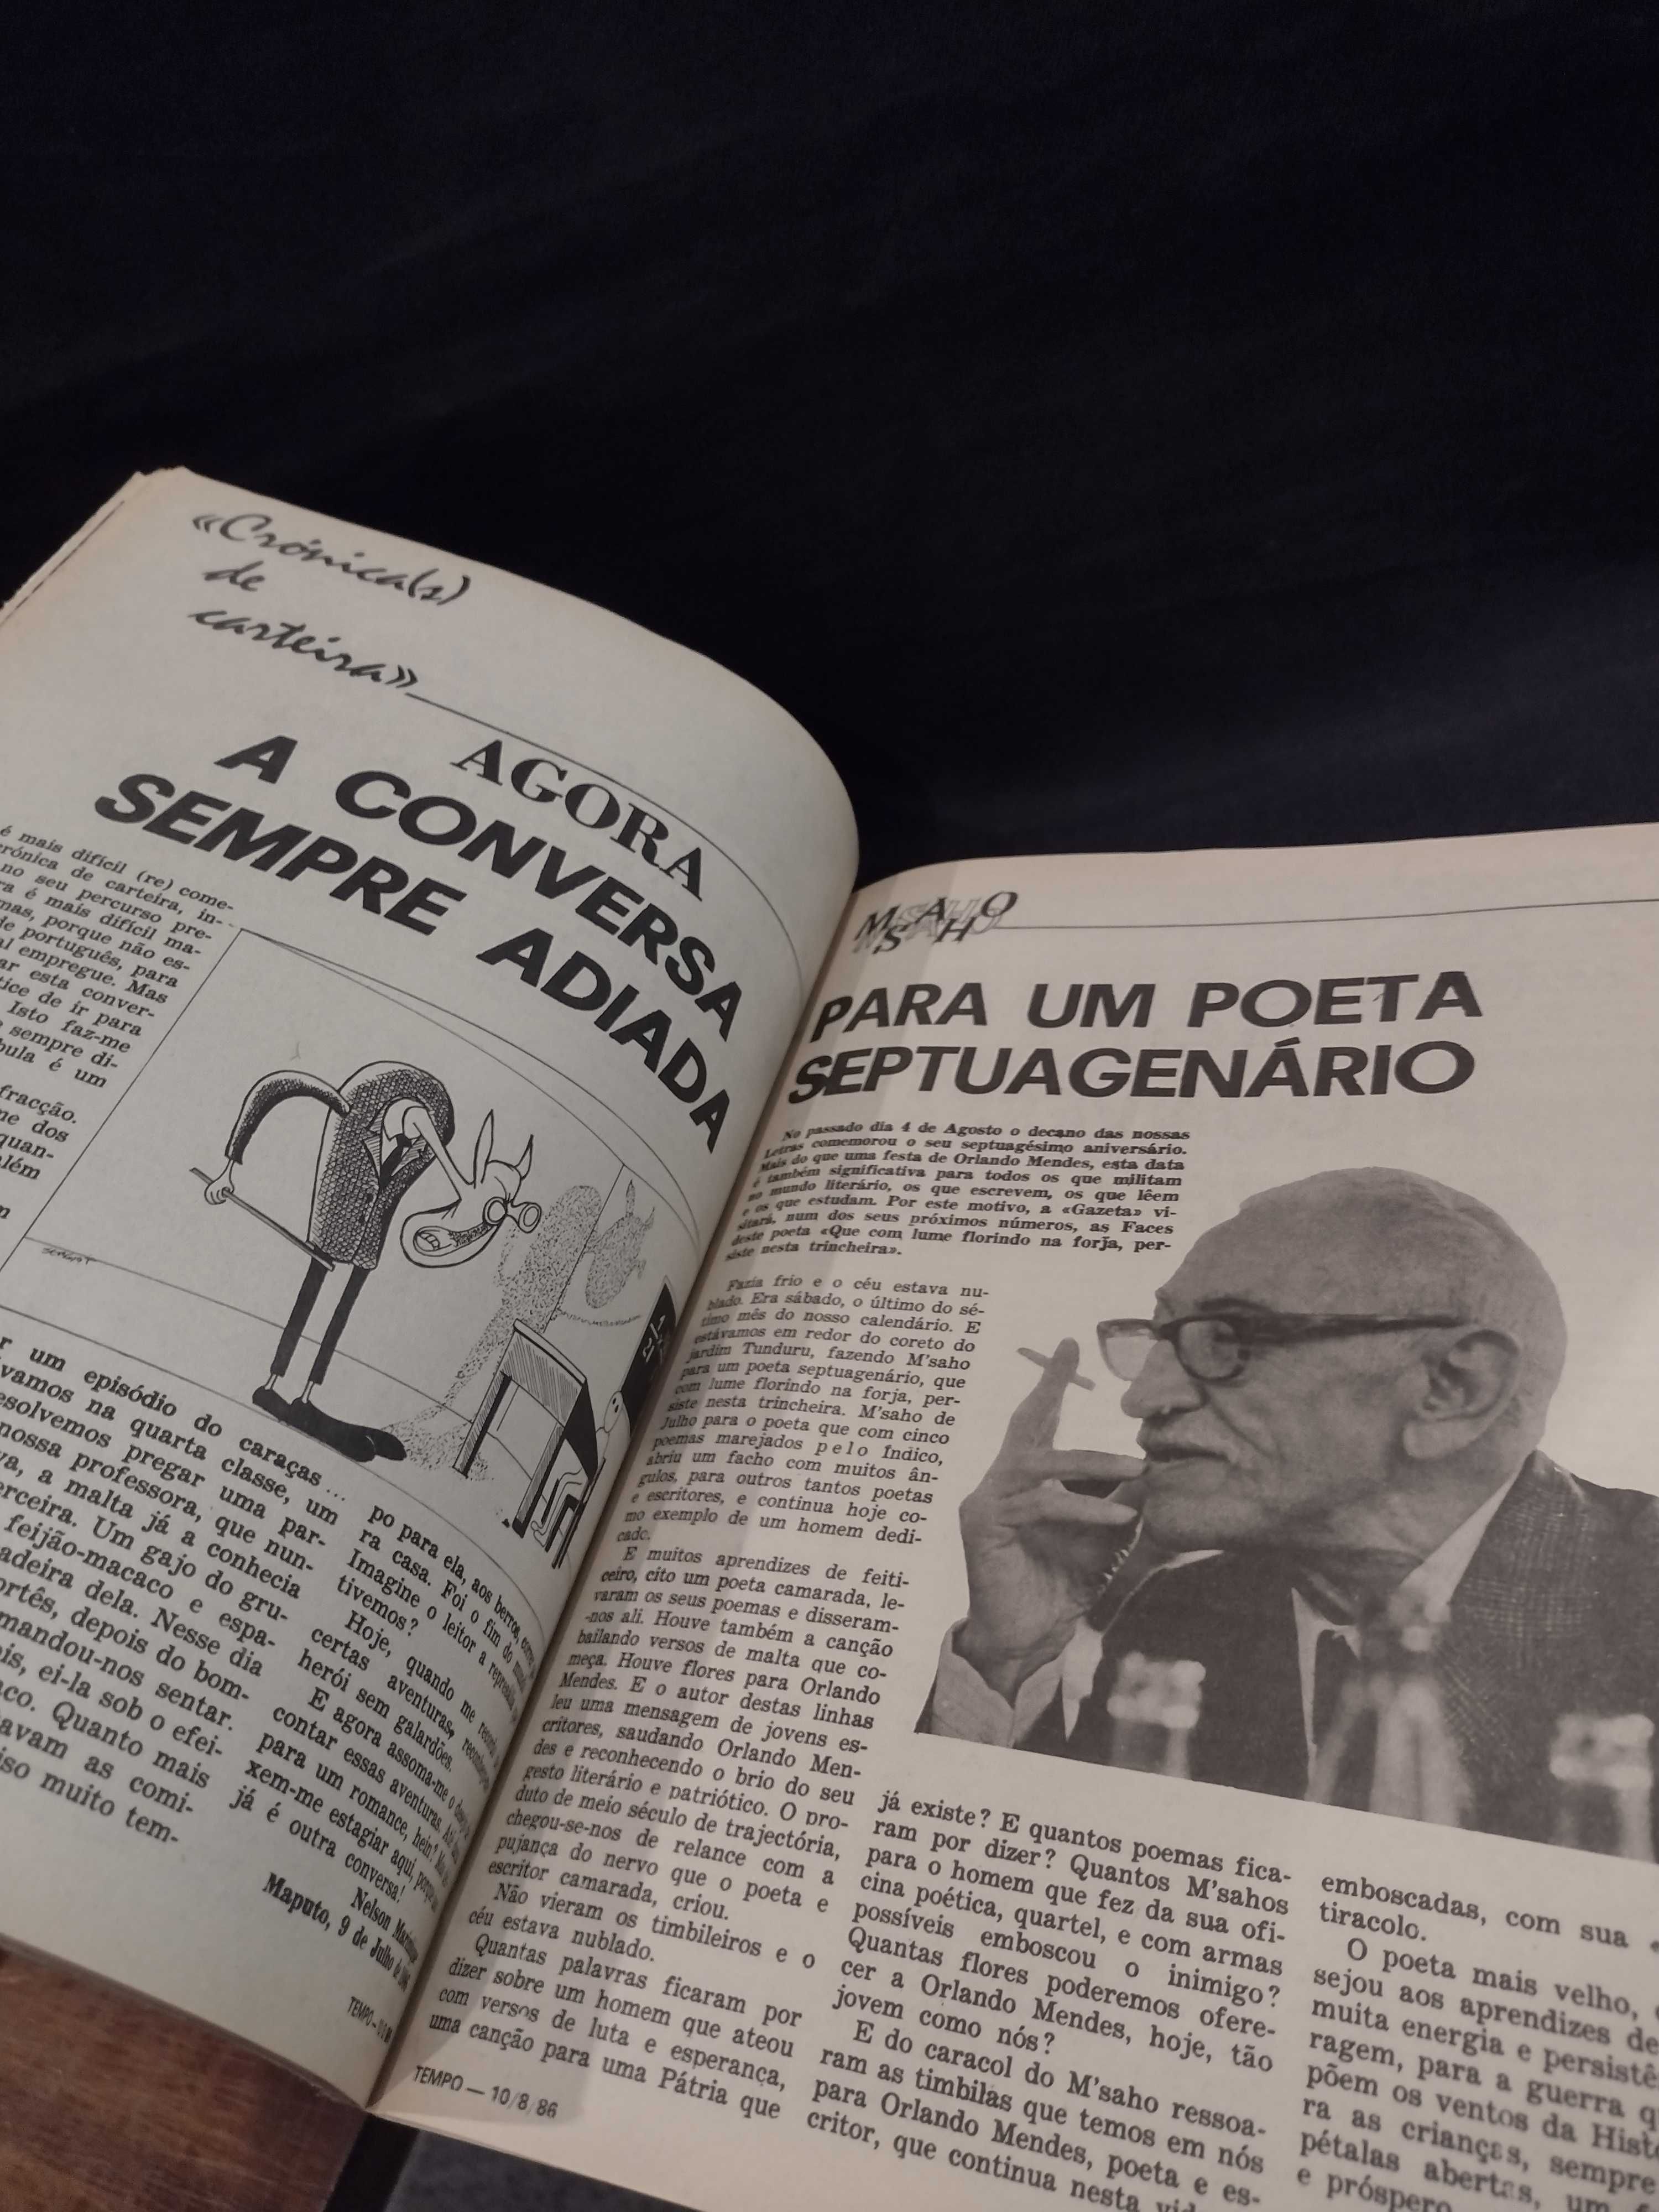 «Crónica(s)
de
carteira»
AGORA
A CONVERSA
SEMPRE ADIADA
é mais difícil (re) come-
crónica de carteira, in-
no seu percurso pre-
ra é mais difícil ma-
mas, porque não es-
de português, para
al empregue. Mas
ar esta conver-
tice de ir para
Isto faz-me
sempre di-
bula é um
fracção.
me dos
quan-
além
SENGAT
r um episódio do caraças...
vamos na quarta classe, um
esolvemos pregar uma par-
nossa professora, que nun-
va, a malta já a conhecia
erceira. Um gajo do gru-
feijão-macaco e espa-
adeira dela. Nesse dia
ortês, depois do bom-
mandou-nos sentar.
is, ei-la sob o efei-
aco. Quanto mais
avam as comi-
iso muito tem-
po para ela, aos berros,
ra casa. Foi o fim do
Imagine o leitor a
tivemos?
Hoje, quando me recordo
certas aventuras,
herói sem galardões.
E agora assoma-me o
contar essas aventuras.
para um romance, hein!
xem-me estagiar aqui,
já é outra conversa!
Nelson
Maputo, 9 de Julho
TEMPO —
M'SAHO
PARA UM POETA
SEPTUAGENÁRIO
No passado dia 4 de Agosto o decano das nossas
Letras comemorou o seu septuagésimo aniversário.
Mais do que uma festa de Orlando Mendes, esta data
é também significativa para todos os que militam
no mundo literário, os que escrevem, os que lêem
e os que estudam. Por este motivo, a «Gazeta» vi-
sitará, num dos seus próximos números, as Faces
deste poeta «Que com lume florindo na forja, per-
siste nesta trincheira».
Fazia frio e o céu estava nu-
blado. Era sábado, o último do sé-
timo mês do nosso calendário. E
estávamos em redor do coreto do
jardim Tunduru, fazendo M'saho
para um poeta septuagenário, que
com lume florindo na forja, per-
siste nesta trincheira. M'saho de
Julho para o poeta que com cinco
poemas marejados pelo Índico,
abriu um facho com muitos ân-
gulos, para outros tantos poetas
e escritores, e continua hoje co-
mo exemplo de um homem dedi-
cado.
E muitos aprendizes de feiti-
ceiro, cito um poeta camarada, le-
varam os seus poemas e disseram-
-nos ali. Houve também a canção
bailando versos de malta que co-
meça. Houve flores para Orlando
Mendes. E o autor destas linhas
leu uma mensagem de jovens es-
critores, saudando Orlando Men-
des e reconhecendo o brio do seu
gesto literário e patriótico. O pro-
duto de meio século de trajectória,
chegou-se-nos de relance com a
pujança do nervo que o poeta e
escritor camarada, criou.
Não vieram os timbileiros e o
céu estava nublado.
Quantas palavras ficaram por
dizer sobre um homem que ateou
com versos de luta e esperança,
uma canção para uma Pátria que
já existe? E quantos poemas fica-
ram por dizer? Quantos M'sahos
para o homem que fez da sua ofi-
cina poética, quartel, e com armas
possíveis emboscou o inimigo?
Quantas flores poderemos ofere-
cer a Orlando Mendes, hoje, tão
jovem como nós?
E do caracol do M'saho ressoa-
ram as timbilas que temos em nós
para Orlando Mendes, poeta e es-
critor, que continua nesta
emboscadas, com sua
tiracolo.
O poeta mais velho,
sejou aos aprendizes de
muita energia e persistê
ragem, para a guerra q
põem os ventos da Histó
ra as crianças, sempre
pétalas abertas, um
e próspero
TEMPO — 10/8/86